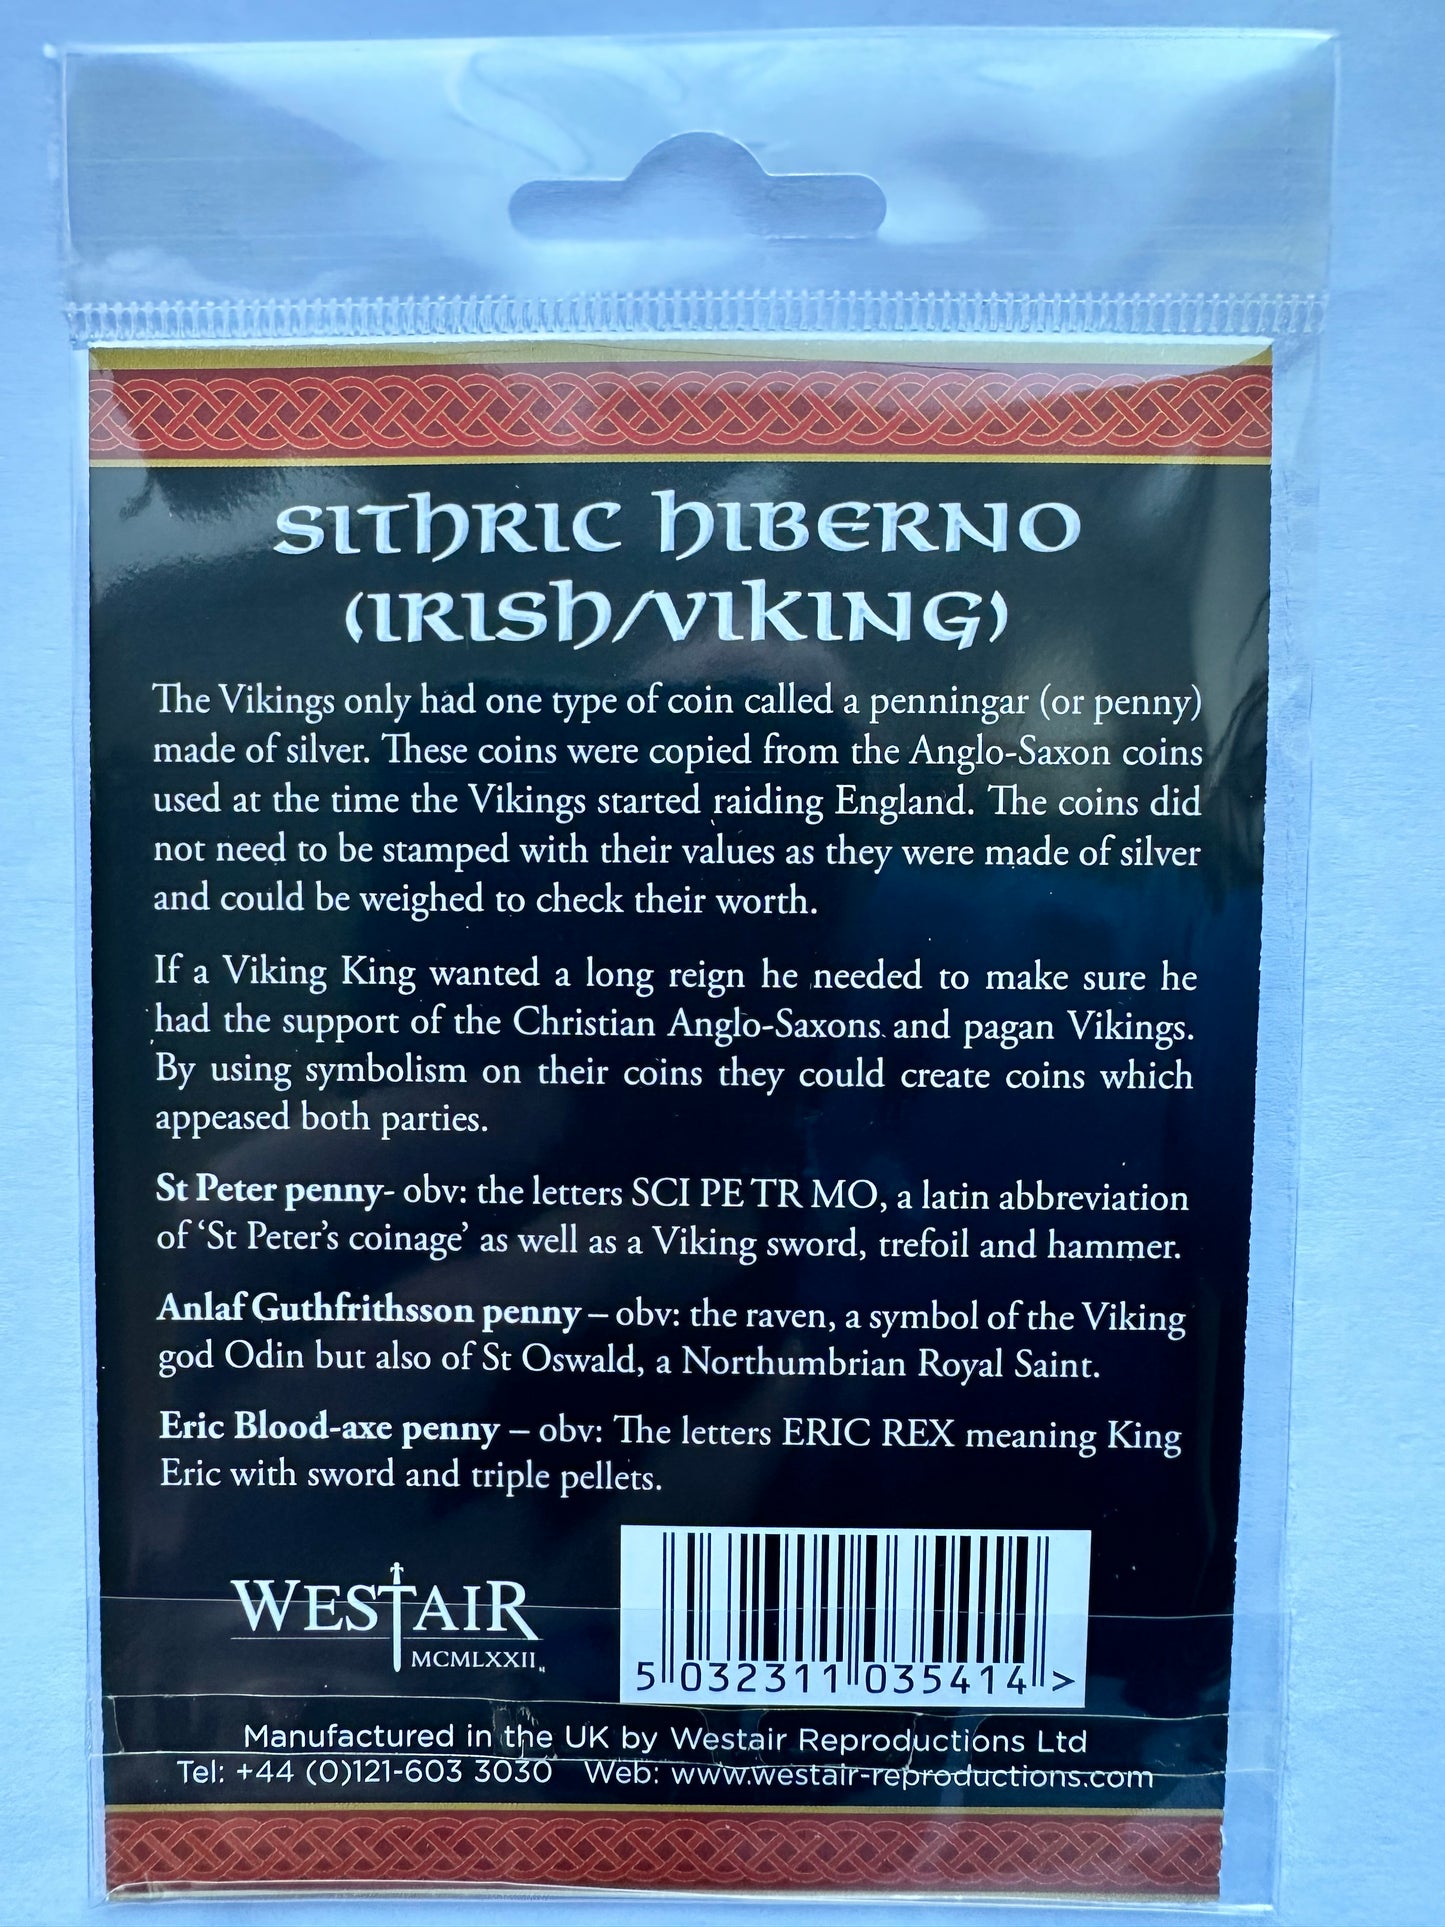 SITHRIC HIBERNO
(IRISH/VIKING)
The Vikings only had one type of coin called a penningar (or penny)
made of silver. These coins were copied from the Anglo-Saxon coins
used at the time the Vikings started raiding England. The coins did
not need to be stamped with their values as they were made of silver
and could be weighed to check their worth.
If a Viking King wanted a long reign he needed to make sure he
had the support of the Christian Anglo-Saxons and pagan Vikings.
By using symbolism on their coins they could create coins which
appeased both parties.
St Peter penny- obv: the letters SCI PE TR MO, a latin abbreviation
of ‘St Peter’s coinage’ as well as a Viking sword, trefoil and hammer.
Anlaf Guthfrithsson penny – obv: the raven, a symbol of the Viking
god Odin but also of St Oswald, a Northumbrian Royal Saint.
Eric Blood-axe penny – obv: The letters ERIC REX meaning King
Eric with sword and triple pellets.
WESTAIR
MCMLXXII
5 032311 035414 >
Manufactured in the UK by Westair Reproductions Ltd
Tel: +44 (0)121-603 3030 Web: www.westair-reproductions.com